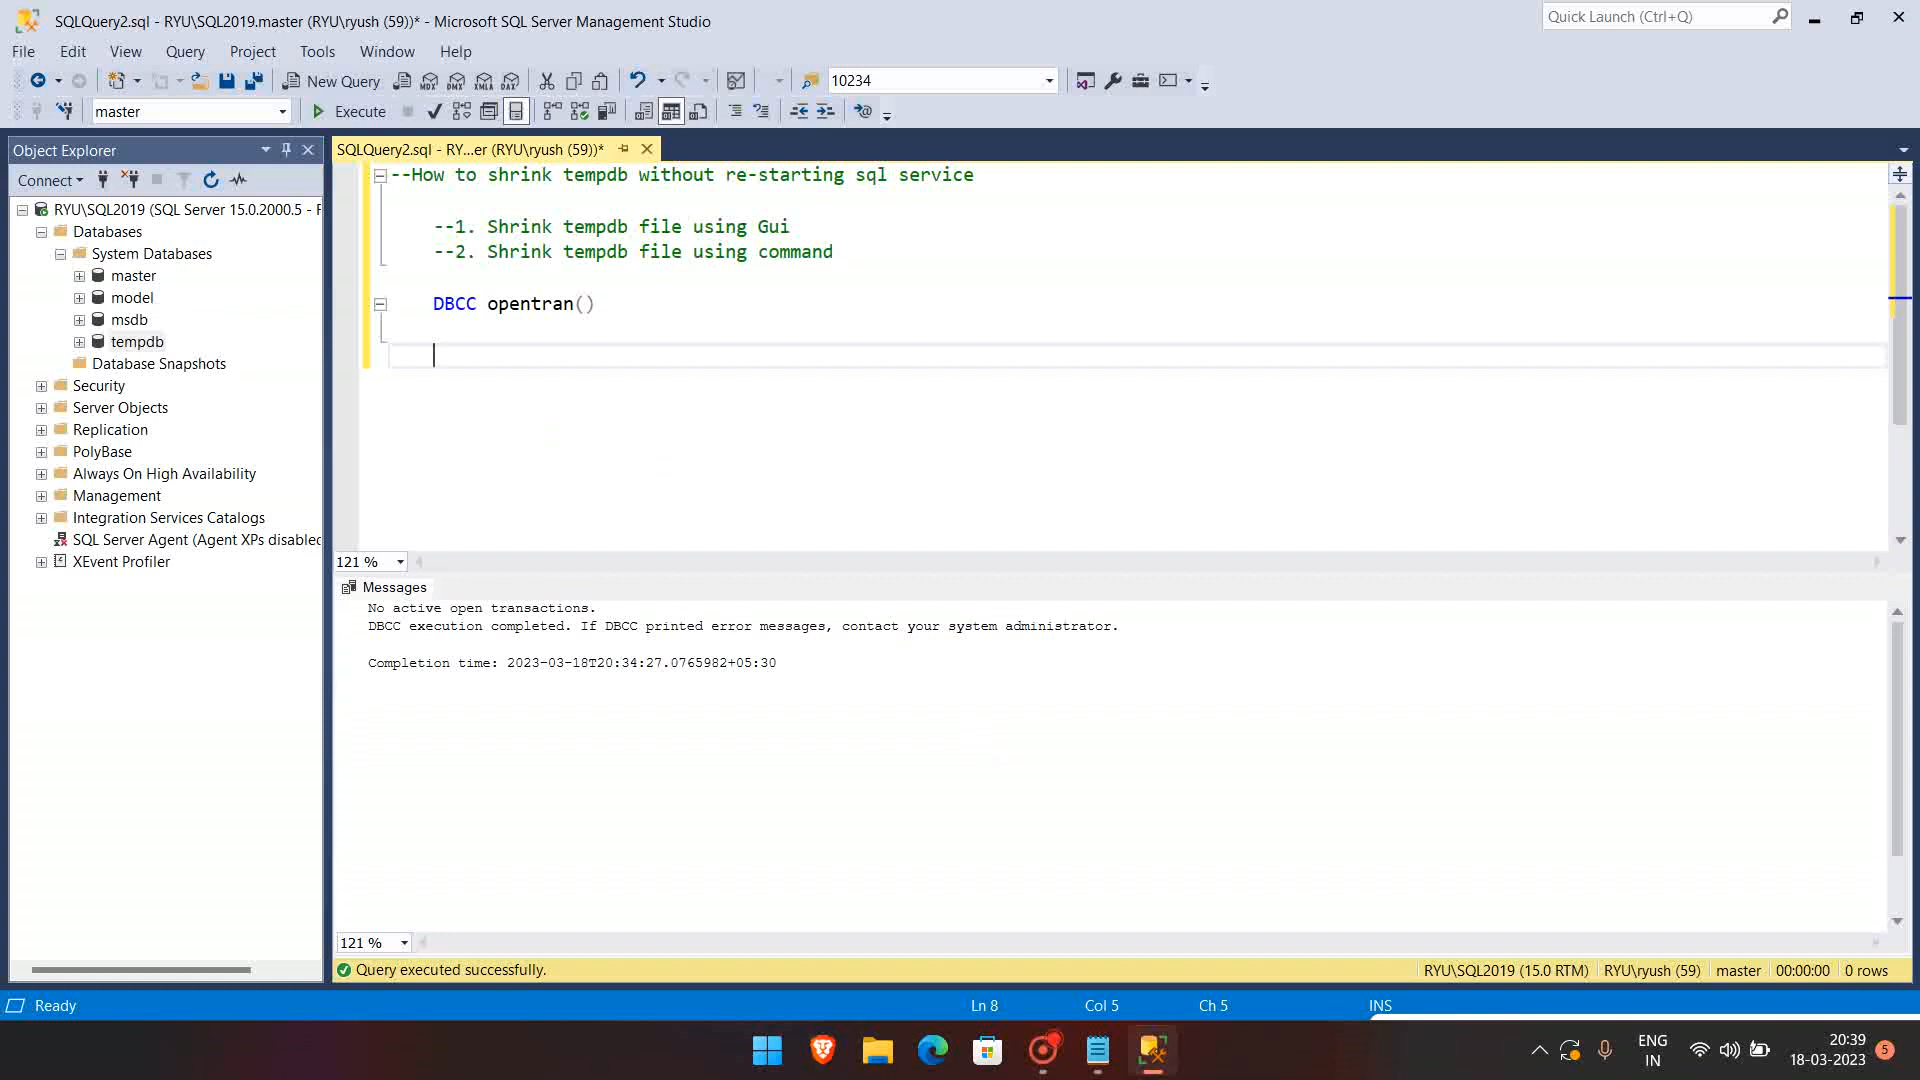 SQLQuery2.sql - RYU\SQL2019.master (RYU\ryush (59))* - Microsoft SQL Server Management Studio
Quick Launch (Ctrl+Q)
File Edit View Query Project Tools Window Help
New Query
MDX DMX XMLA DAX
10234
master
Execute
Object Explorer
SQLQuery2.sql - RY...er (RYU\ryush (59))*
Connect
RYU\SQL2019 (SQL Server 15.0.2000.5 - R
Databases
System Databases
master
model
msdb
tempdb
Database Snapshots
Security
Server Objects
Replication
PolyBase
Always On High Availability
Management
Integration Services Catalogs
SQL Server Agent (Agent XPs disabled
XEvent Profiler
--How to shrink tempdb without re-starting sql service
--1. Shrink tempdb file using Gui
--2. Shrink tempdb file using command
DBCC opentran()
121 %
Messages
No active open transactions.
DBCC execution completed. If DBCC printed error messages, contact your system administrator.
Completion time: 2023-03-18T20:34:27.0765982+05:30
121 %
Query executed successfully.
RYU\SQL2019 (15.0 RTM) RYU\ryush (59) master 00:00:00 0 rows
Ready
Ln 8 Col 5 Ch 5 INS
ENG
IN
20:39
18-03-2023
5